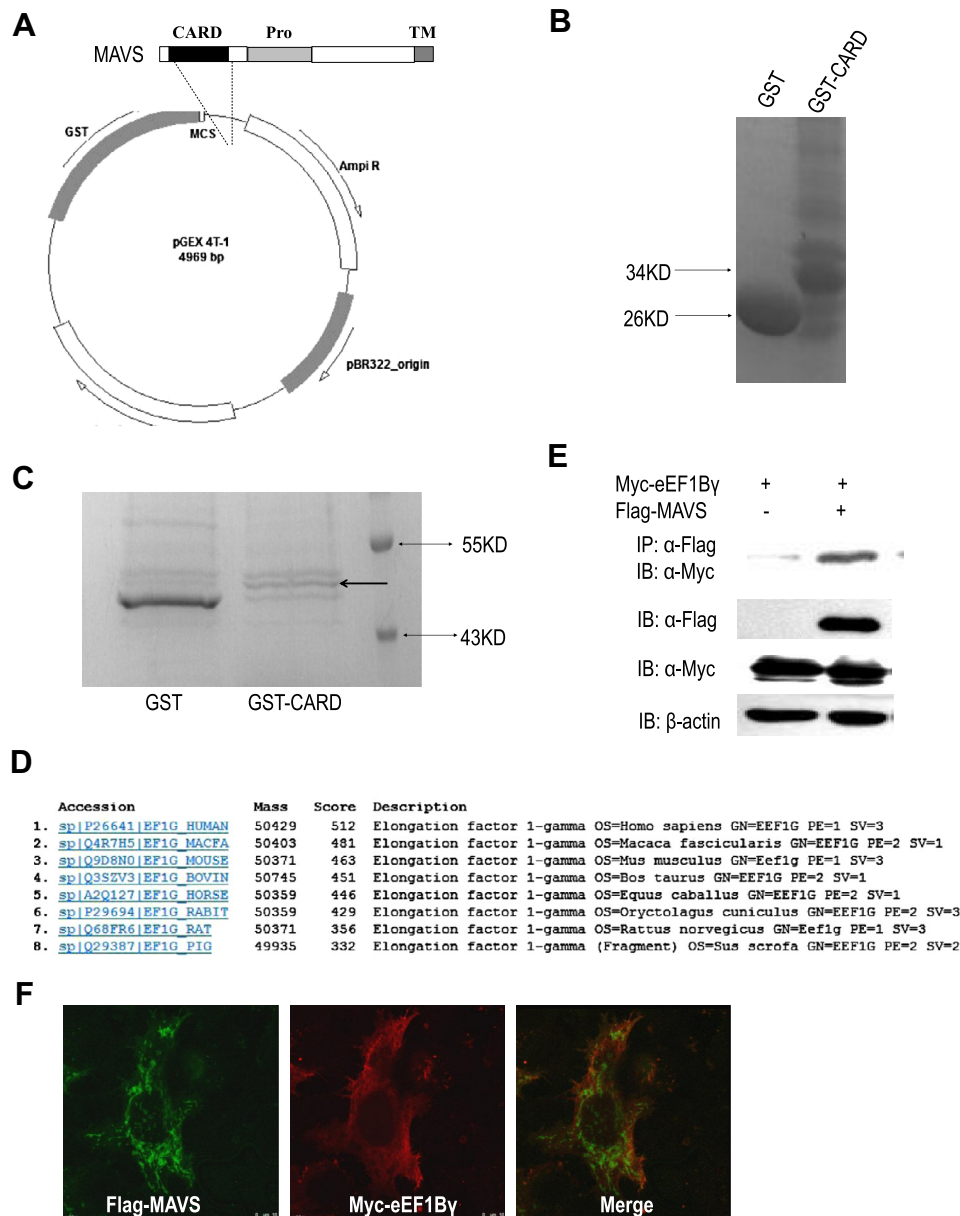 A
CARD Pro TM
MAVS
GST
MCS
Ampi R
pGEX 4T-1
4969 bp
pBR322_origin
B
GST
GST-CARD
34KD
26KD
C
55KD
43KD
GST GST-CARD
E
Myc-eEF1Bγ + +
Flag-MAVS - +
IP: α-Flag
IB: α-Myc
IB: α-Flag
IB: α-Myc
IB: β-actin
D
Accession Mass Score Description
1. sp|P26641|EF1G_HUMAN 50429 512 Elongation factor 1-gamma OS=Homo sapiens GN=EEF1G PE=1 SV=3
2. sp|Q4R7H5|EF1G_MACFA 50403 481 Elongation factor 1-gamma OS=Macaca fascicularis GN=EEF1G PE=2 SV=1
3. sp|Q9D8N0|EF1G_MOUSE 50371 463 Elongation factor 1-gamma OS=Mus musculus GN=Eef1g PE=1 SV=3
4. sp|Q3SZV3|EF1G_BOVIN 50745 451 Elongation factor 1-gamma OS=Bos taurus GN=EEF1G PE=2 SV=1
5. sp|A2Q127|EF1G_HORSE 50359 446 Elongation factor 1-gamma OS=Equus caballus GN=EEF1G PE=2 SV=1
6. sp|P29694|EF1G_RABIT 50359 429 Elongation factor 1-gamma OS=Oryctolagus cuniculus GN=EEF1G PE=2 SV=3
7. sp|Q68FR6|EF1G_RAT 50371 356 Elongation factor 1-gamma OS=Rattus norvegicus GN=Eef1g PE=1 SV=3
8. sp|Q29387|EF1G_PIG 49935 332 Elongation factor 1-gamma (Fragment) OS=Sus scrofa GN=EEF1G PE=2 SV=2
F
Flag-MAVS Myc-eEF1Bγ Merge